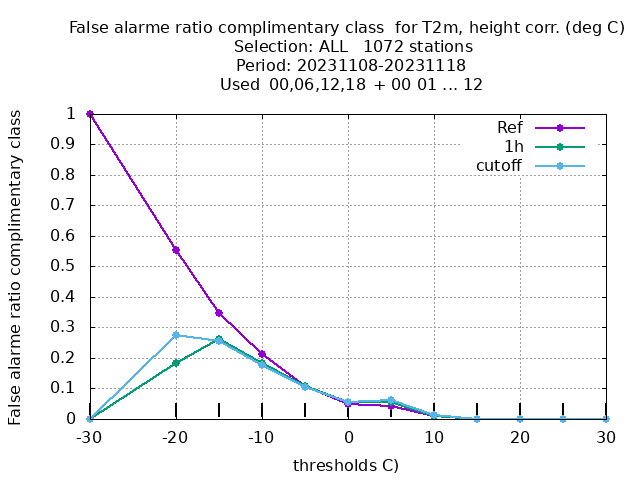 False alarme ratio complimentary class  for T2m, height corr. (deg C)
Selection: ALL   1072 stations
Period: 20231108-20231118
Used  00,06,12,18  + 00 01 ... 12
False alarme ratio complimentary class
1
0.9
0.8
0.7
0.6
0.5
0.4
0.3
0.2
0.1
0
Ref
1h
cutoff
-30 -20 -10 0 10 20 30
thresholds C)